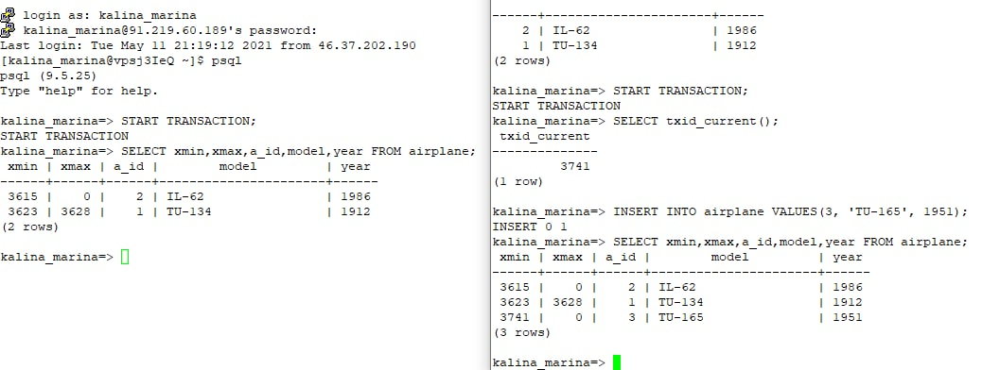 login as: kalina_marina
kalina_marina@91.219.60.189's password:
Last login: Tue May 11 21:19:12 2021 from 46.37.202.190
[kalina_marina@vpsj3IeQ ~]$ psql
psql (9.5.25)
Type "help" for help.

kalina_marina=> START TRANSACTION;
START TRANSACTION
kalina_marina=> SELECT xmin,xmax,a_id,model,year FROM airplane;
 xmin | xmax | a_id |         model         | year
------+------+------+-----------------------+------
 3615 |    0 |    2 | IL-62                 | 1986
 3623 | 3628 |    1 | TU-134                | 1912
(2 rows)

kalina_marina=>
------+-----------------------+------
    2 | IL-62                 | 1986
    1 | TU-134                | 1912
(2 rows)

kalina_marina=> START TRANSACTION;
START TRANSACTION
kalina_marina=> SELECT txid_current();
 txid_current
--------------
         3741
(1 row)

kalina_marina=> INSERT INTO airplane VALUES(3, 'TU-165', 1951);
INSERT 0 1
kalina_marina=> SELECT xmin,xmax,a_id,model,year FROM airplane;
 xmin | xmax | a_id |         model         | year
------+------+------+-----------------------+------
 3615 |    0 |    2 | IL-62                 | 1986
 3623 | 3628 |    1 | TU-134                | 1912
 3741 |    0 |    3 | TU-165                | 1951
(3 rows)

kalina_marina=>